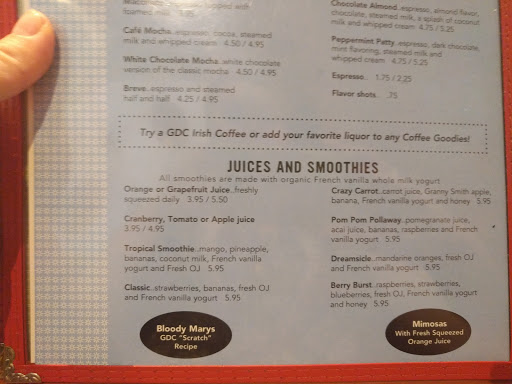 espresso, topped with
foamed milk
Café Mocha..espresso, cocoa, steamed
milk and whipped cream 4.50 / 4.95
White Chocolate Mocha..white chocolate
version of the classic mocha 4.50 / 4.95
Breve..espresso and steamed
half and half 4.25 / 4.95
Chocolate Almond..espresso, almond flavor,
chocolate, steamed milk, a splash of coconut
milk and whipped cream 4.75 / 5.25
Peppermint Patty..espresso, dark chocolate,
mint flavoring, steamed milk and
whipped cream 4.75 / 5.25
Espresso.. 1.75 / 2.25
Flavor shots.. .75
Try a GDC Irish Coffee or add your favorite liquor to any Coffee Goodies!
JUICES AND SMOOTHIES
All smoothies are made with organic French vanilla whole milk yogurt
Orange or Grapefruit Juice..freshly
squeezed daily 3.95 / 5.50
Cranberry, Tomato or Apple juice
3.95 / 4.95
Tropical Smoothie..mango, pineapple,
bananas, coconut milk, French vanilla
yogurt and Fresh OJ 5.95
Classic..strawberries, bananas, fresh OJ
and French vanilla yogurt 5.95
Crazy Carrot..carrot juice, Granny Smith apple,
banana, French vanilla yogurt and honey 5.95
Pom Pom Pollaway..pomegranate juice,
acai juice, bananas, raspberries and French
vanilla yogurt 5.95
Dreamsicle..mandarine oranges, fresh OJ
and French vanilla yogurt 5.95
Berry Burst..raspberries, strawberries,
blueberries, fresh OJ, French vanilla yogurt
and honey 5.95
Bloody Marys
GDC "Scratch"
Recipe
Mimosas
With Fresh Squeezed
Orange Juice